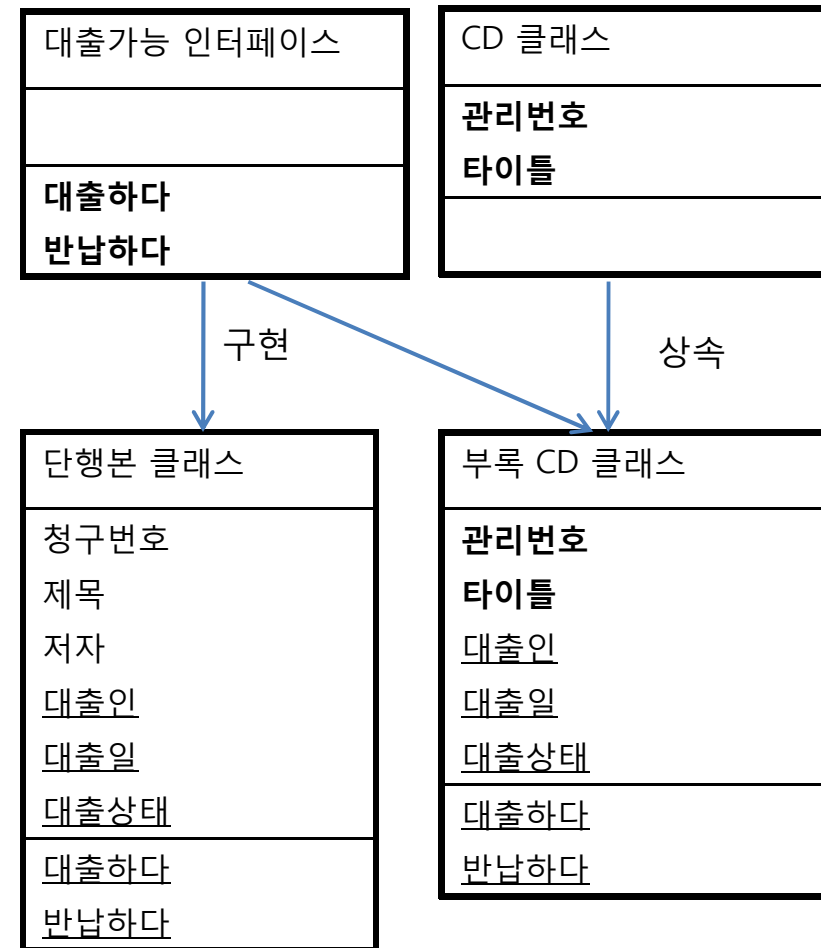 대출가능 인터페이스
대출하다
반납하다
CD 클래스
관리번호
타이틀
구현
상속
단행본 클래스
청구번호
제목
저자
대출인
대출일
대출상태
대출하다
반납하다
부록 CD 클래스
관리번호
타이틀
대출인
대출일
대출상태
대출하다
반납하다